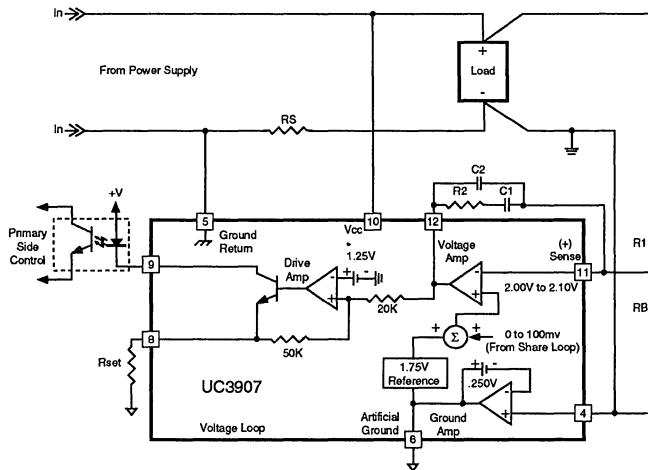 In
From Power Supply
+
Load
-
In
RS
C2
R2
C1
+V
Primary
Side
Control
5
Ground
Return
10
Vcc
12
Voltage
Amp
(+)
Sense
11
R1
9
Drive
Amp
1.25V
+
-
-
+
20K
-
+
2.00V to 2.10V
RB
8
50K
+
Σ
+
0 to 100mv
(From Share Loop)
Rset
1.75V
Reference
+
-
.250V
-
+
4
UC3907
Voltage Loop
Artificial
Ground
6
Ground
Amp